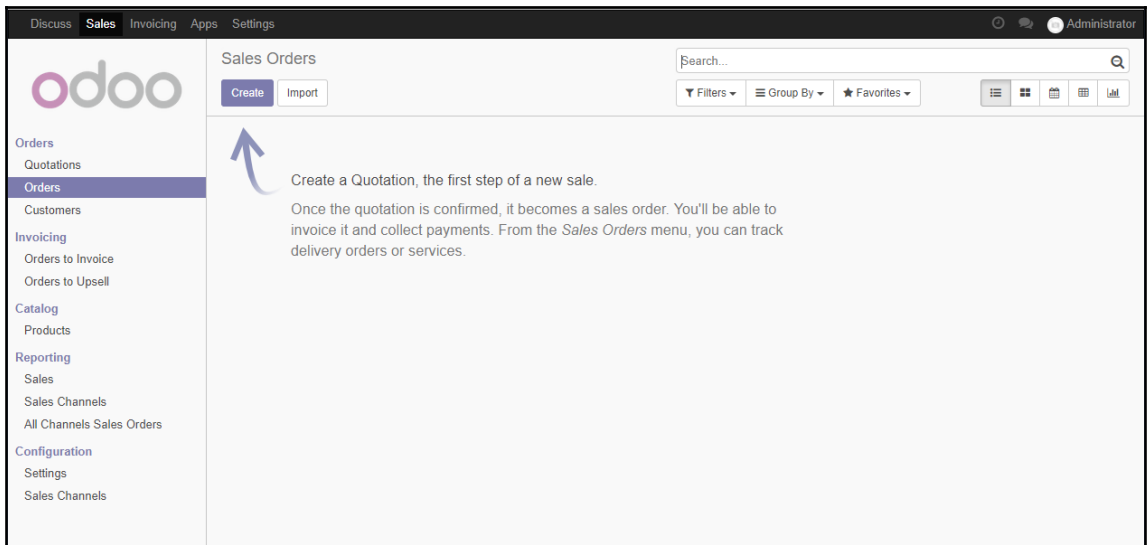 Discuss Sales Invoicing Apps Settings Administrator
odoo
Sales Orders
Search...
Create Import
Filters Group By Favorites
Orders
Quotations
Orders
Customers
Invoicing
Orders to Invoice
Orders to Upsell
Catalog
Products
Reporting
Sales
Sales Channels
All Channels Sales Orders
Configuration
Settings
Sales Channels
Create a Quotation, the first step of a new sale.
Once the quotation is confirmed, it becomes a sales order. You'll be able to
invoice it and collect payments. From the Sales Orders menu, you can track
delivery orders or services.